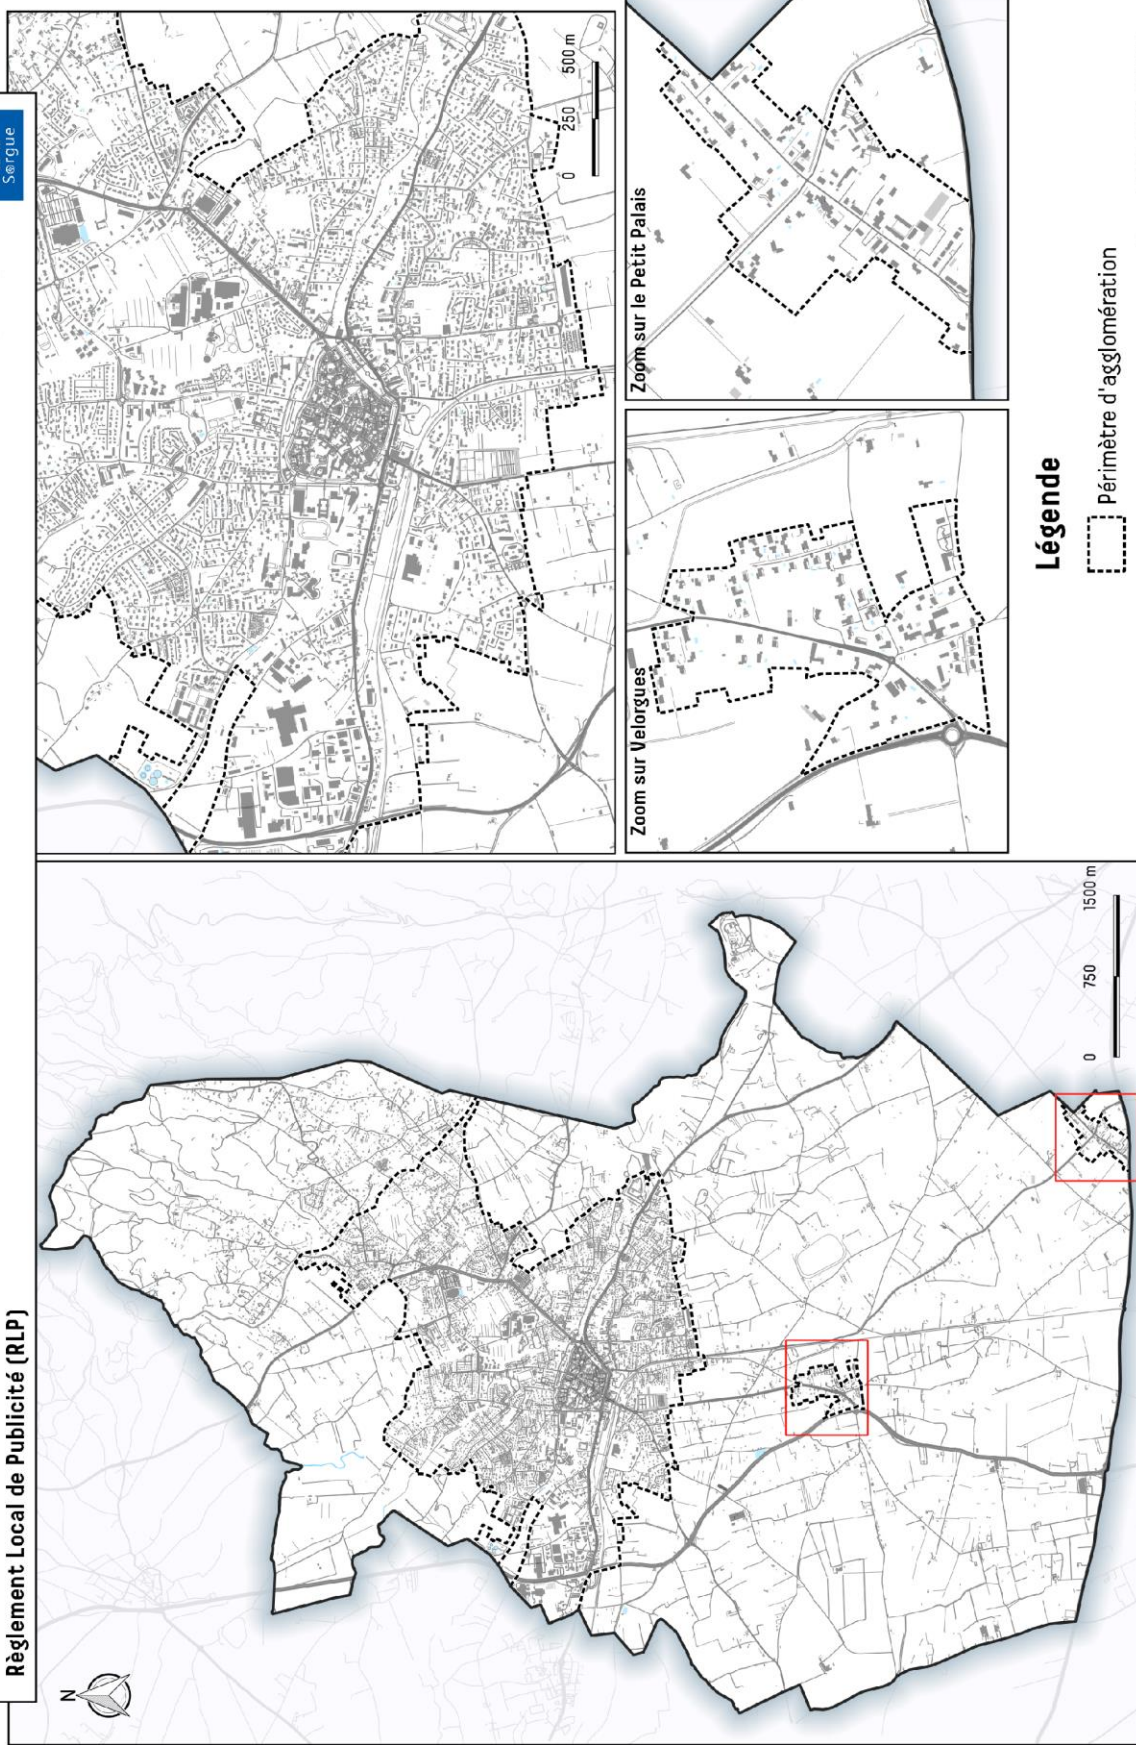 Sorgue
Règlement Local de Publicité (RLP)
N
0 750 1500 m
0 250 500 m
Zoom sur Velorgues
Zoom sur le Petit Palais
Légende
Périmètre d'agglomération